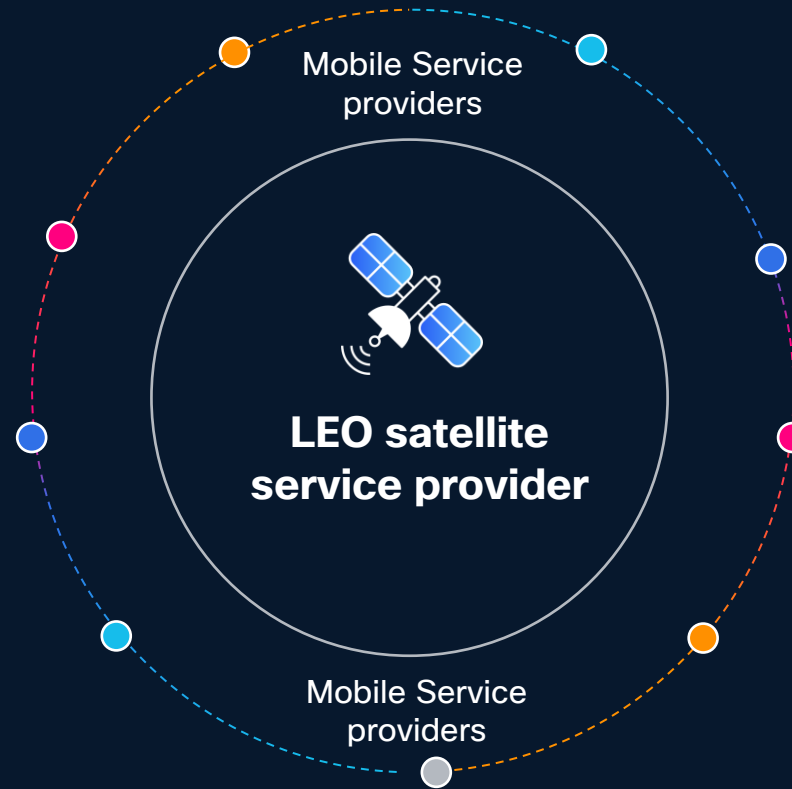 Mobile Service
providers
LEO satellite
service provider
Mobile Service
providers